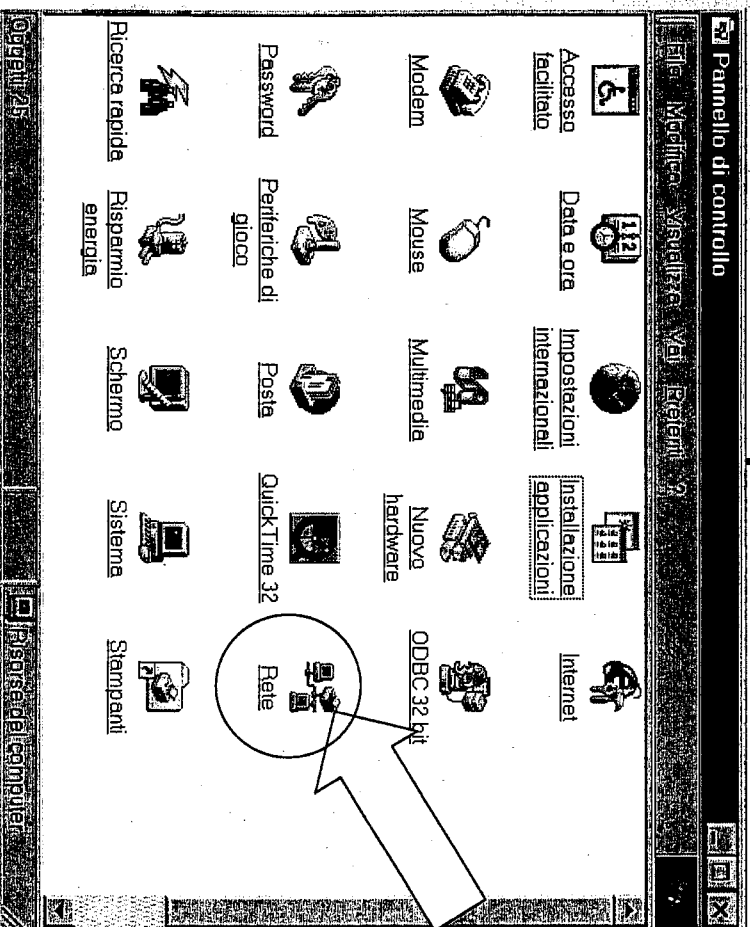 Pannello di controllo
File Modifica Visualizza Vai Preferiti ?
Accesso
facilitato
Data e ora
Impostazioni
internazionali
Installazione
applicazioni
Internet
Modem
Mouse
Multimedia
Nuovo
hardware
ODBC 32 bit
Password
Periferiche di
gioco
Posta
QuickTime 32
Rete
Ricerca rapida
Risparmio
energia
Schermo
Sistema
Stampanti
Risorse del computer